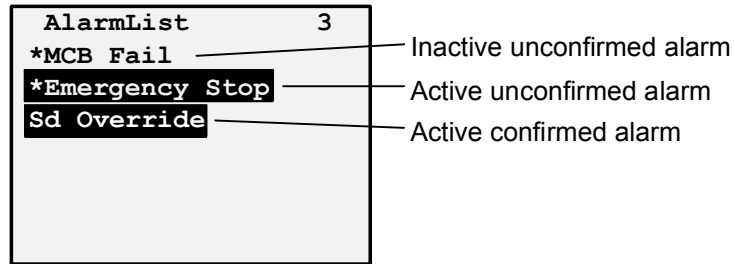 AlarmList 3
*MCB Fail
Inactive unconfirmed alarm
*Emergency Stop
Active unconfirmed alarm
Sd Override
Active confirmed alarm